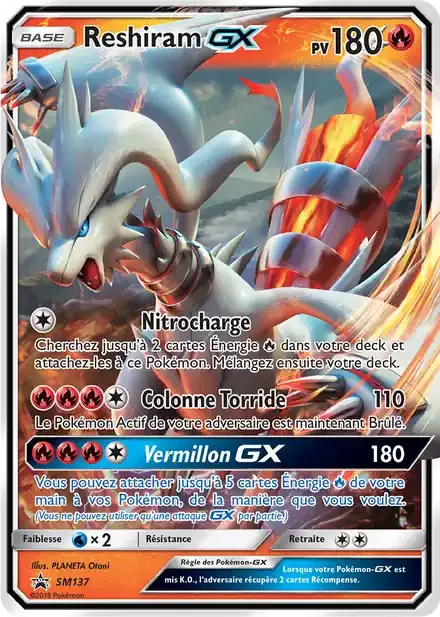 BASE Reshiram GX PV 180
Nitrocharge
Cherchez jusqu'à 2 cartes Énergie dans votre deck et
attachez-les à ce Pokémon. Mélangez ensuite votre deck.
Colonne Torride 110
Le Pokémon Actif de votre adversaire est maintenant Brûlé.
Vermillon GX 180
Vous pouvez attacher jusqu'à 5 cartes Énergie de votre
main à vos Pokémon, de la manière que vous voulez.
(Vous ne pouvez utiliser qu'une attaque GX par partie.)
Faiblesse × 2 Résistance Retraite
Illus. PLANETA Otani
SM137
©2018 Pokémon
Règle des Pokémon-GX
Lorsque votre Pokémon-GX est
mis K.O., l'adversaire récupère 2 cartes Récompense.